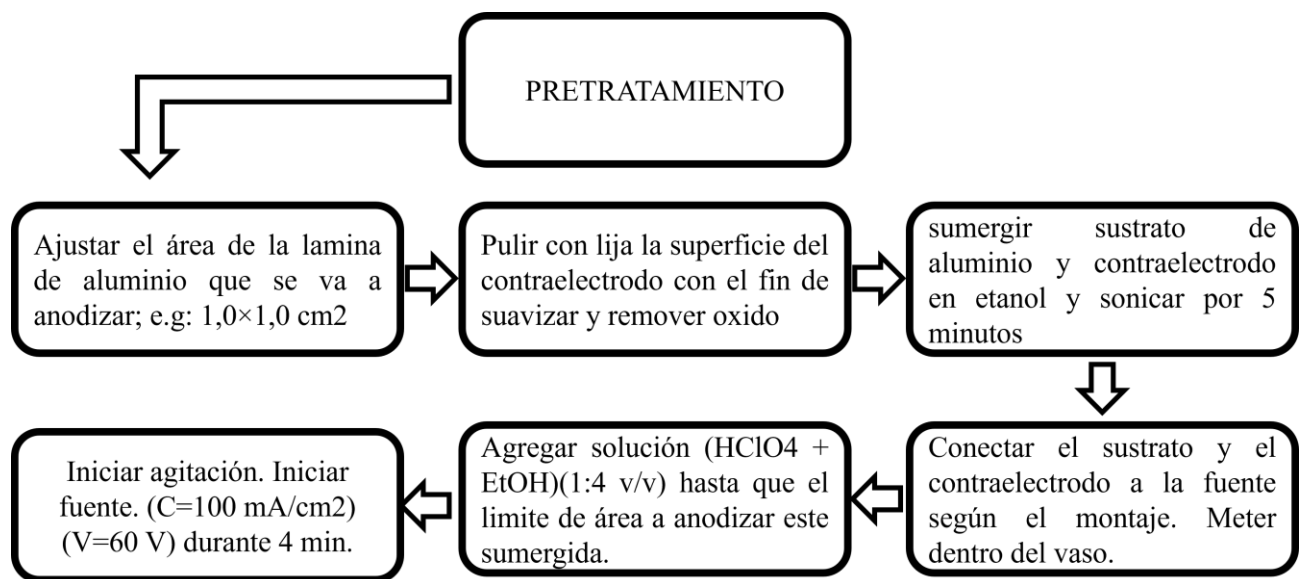 PRETRATAMIENTO
Ajustar el área de la lamina
de aluminio que se va a
anodizar; e.g: 1,0×1,0 cm2
Pulir con lija la superficie del
contraelectrodo con el fin de
suavizar y remover oxido
sumergir sustrato de
aluminio y contraelectrodo
en etanol y sonicar por 5
minutos
Conectar el sustrato y el
contraelectrodo a la fuente
según el montaje. Meter
dentro del vaso.
Agregar solución (HClO4 +
EtOH)(1:4 v/v) hasta que el
limite de área a anodizar este
sumergida.
Iniciar agitación. Iniciar
fuente. (C=100 mA/cm2)
(V=60 V) durante 4 min.